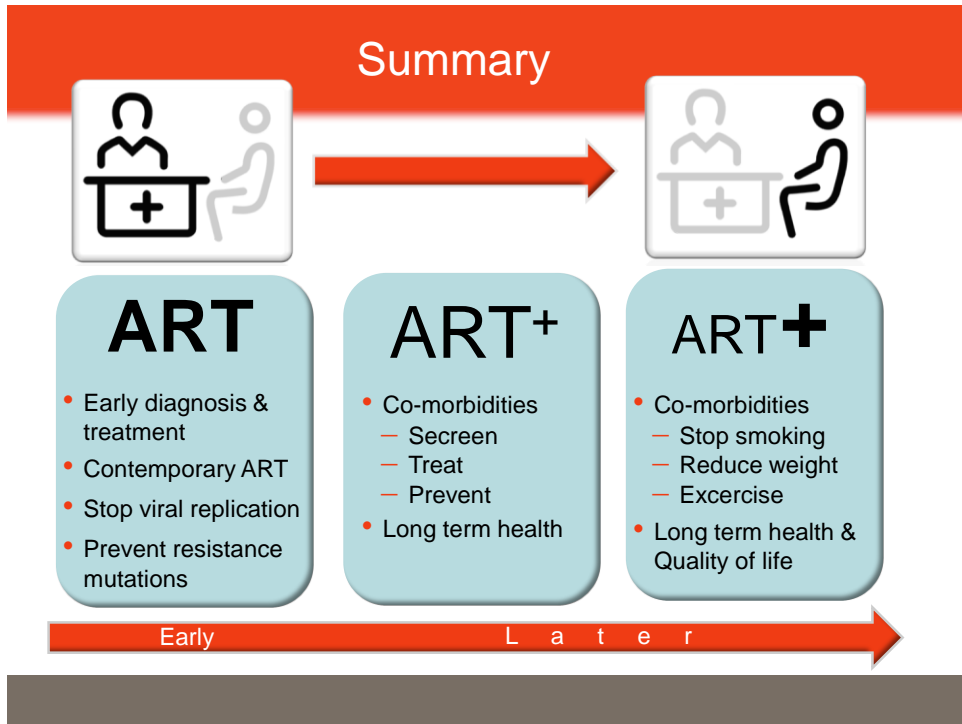 Summary
ART
• Early diagnosis &
treatment
• Contemporary ART
• Stop viral replication
• Prevent resistance
mutations
ART+
• Co-morbidities
– Secreen
– Treat
– Prevent
• Long term health
ART+
• Co-morbidities
– Stop smoking
– Reduce weight
– Excercise
• Long term health &
Quality of life
Early
L a t e r